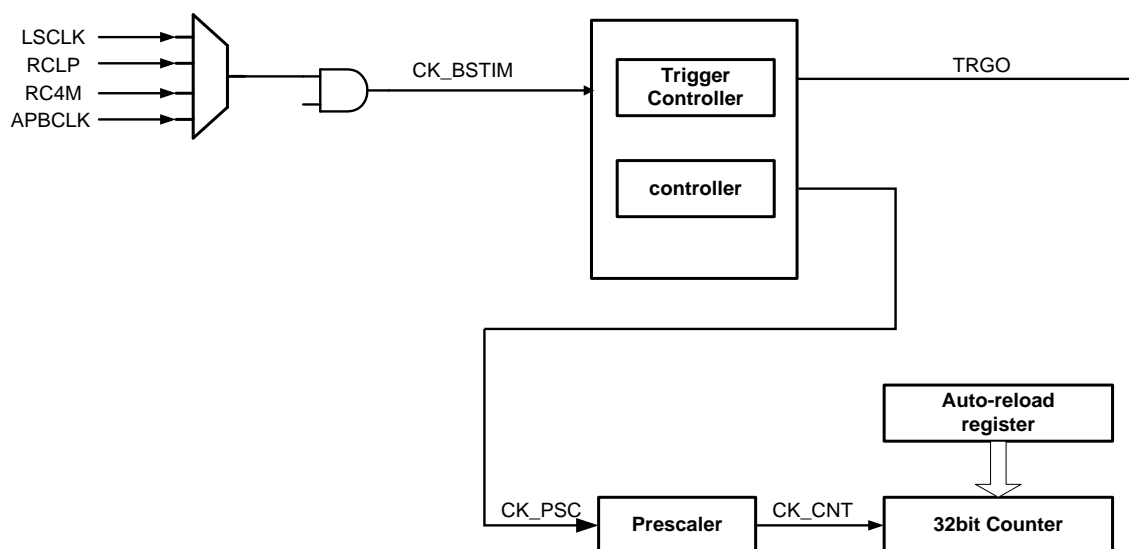 LSCLK
RCLP
RC4M
APBCLK
CK_BSTIM
Trigger
Controller
TRGO
controller
Auto-reload
register
CK_PSC
Prescaler
CK_CNT
32bit Counter